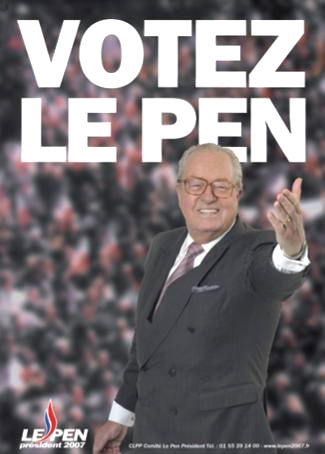 VOTEZ
LE PEN
LE PEN
président 2007
CLPP Comité Le Pen Président Tél. : 01 55 39 14 00 - www.lepen2007.fr